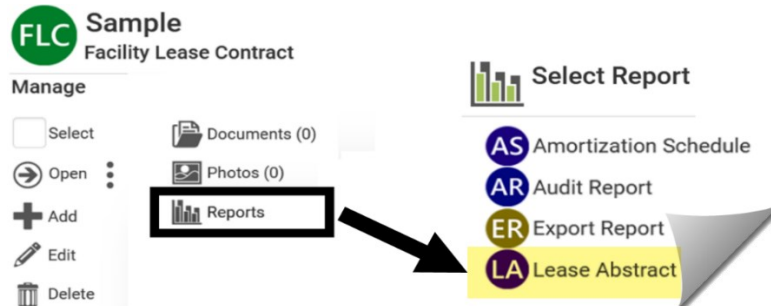 FLC
Sample
Facility Lease Contract
Manage
Select
Open
Add
Edit
Delete
Documents (0)
Photos (0)
Reports
Select Report
AS Amortization Schedule
AR Audit Report
ER Export Report
LA Lease Abstract